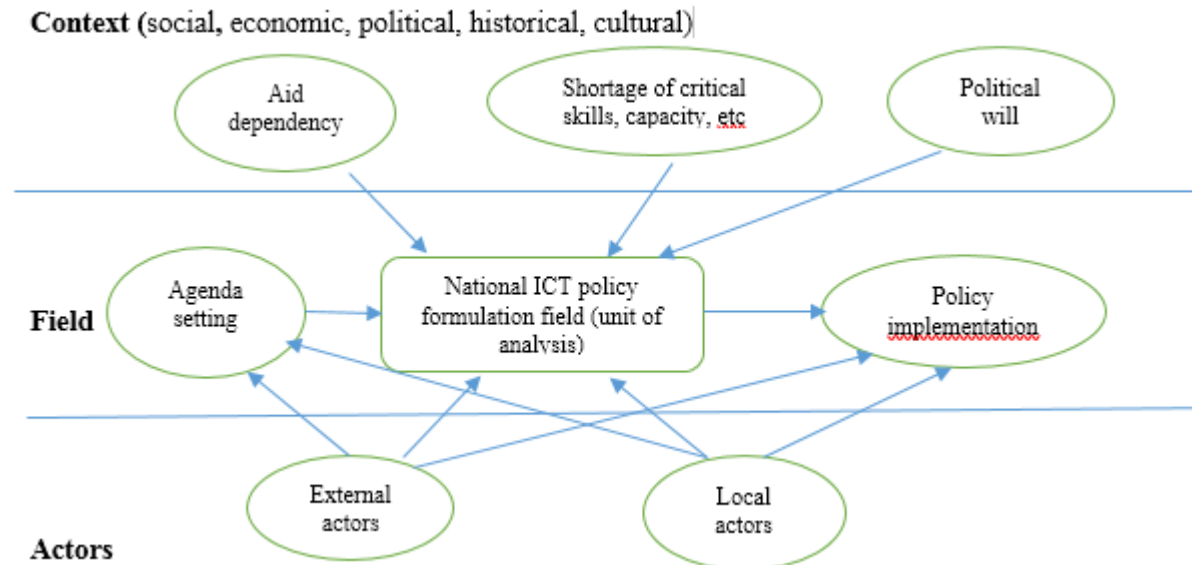 Context (social, economic, political, historical, cultural)
Aid
dependency
Shortage of critical
skills, capacity, etc
Political
will
Field
Agenda
setting
National ICT policy
formulation field (unit of
analysis)
Policy
implementation
External
actors
Local
actors
Actors